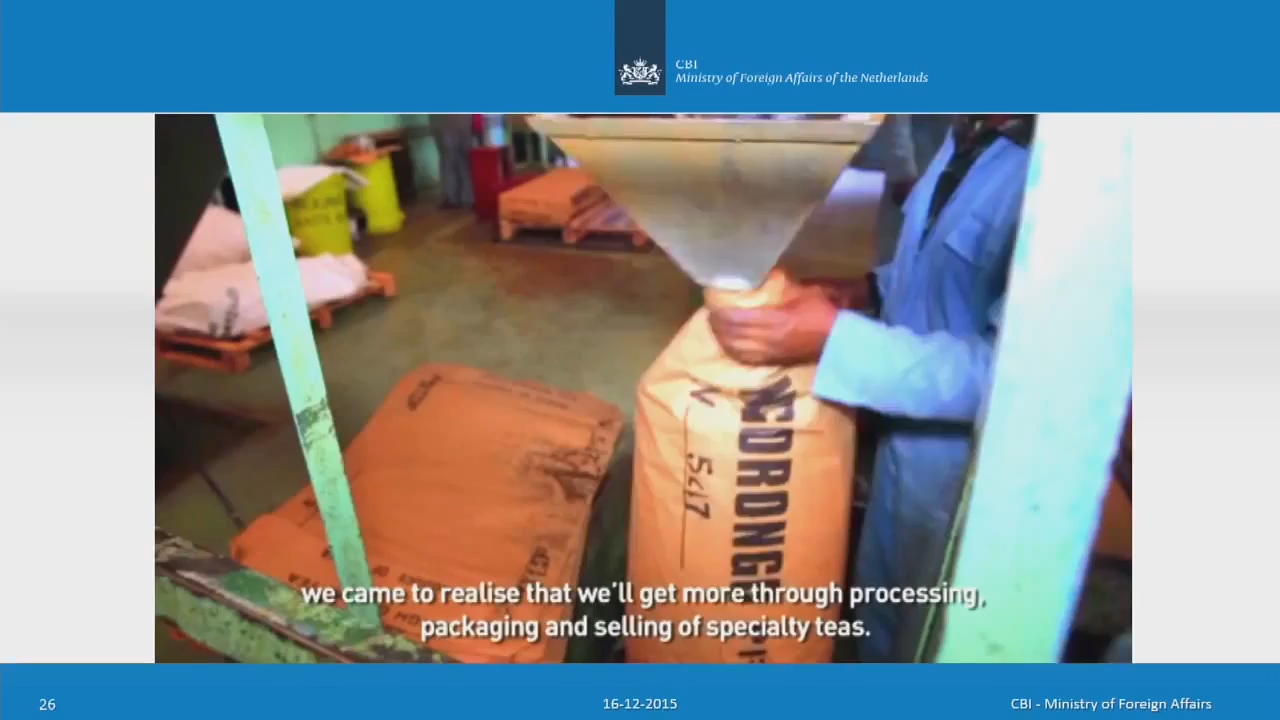 CBI
Ministry of Foreign Affairs of the Netherlands
5417
we came to realise that we'll get more through processing,
packaging and selling of specialty teas.
26
16-12-2015
CBI - Ministry of Foreign Affairs